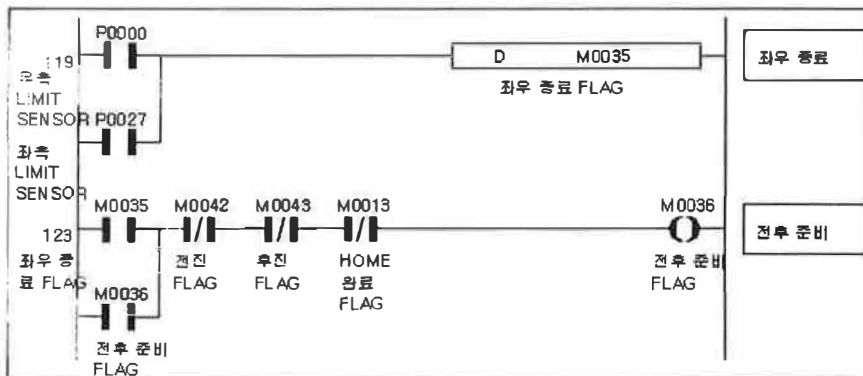 P0000
119
D M0035
좌우 종료
우측
LIMIT
SENSOR
좌우 종료 FLAG
P0027
좌측
LIMIT
SENSOR
M0035 M0042 M0043 M0013 M0036
123
전후 준비
좌우 종
료 FLAG
전진
FLAG
후진
FLAG
HOME
완료
FLAG
전후 준비
FLAG
M0036
전후 준비
FLAG